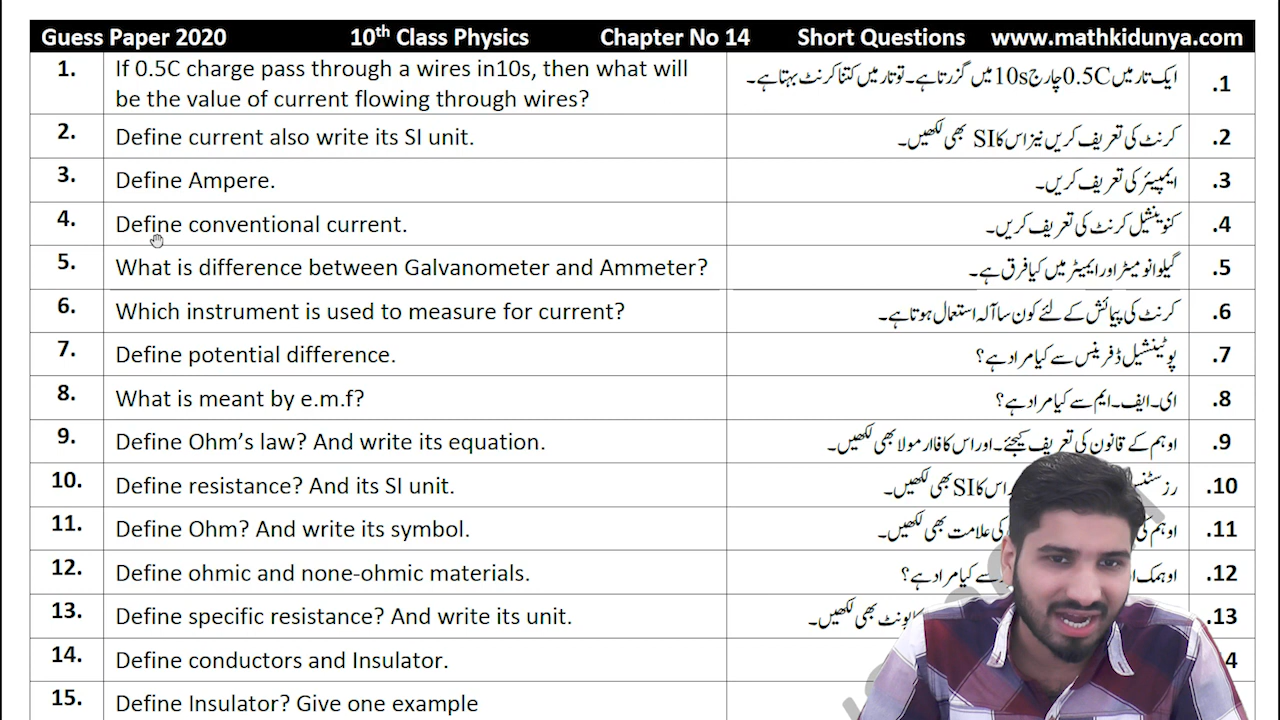 Guess Paper 2020 10th Class Physics Chapter No 14 Short Questions www.mathkidunya.com
1. If 0.5C charge pass through a wires in10s, then what will
be the value of current flowing through wires?
ایک تار میں 0.5C چارج 10s میں گزرتا ہے۔ تو تار میں کتنا کرنٹ بہتا ہے۔ .1
2. Define current also write its SI unit. کرنٹ کی تعریف کریں نیز اس کا SI بھی لکھیں۔ .2
3. Define Ampere. ایمپیئر کی تعریف کریں۔ .3
4. Define conventional current. کنوینشیل کرنٹ کی تعریف کریں۔ .4
5. What is difference between Galvanometer and Ammeter? گیلوانومیٹر اور ایمیٹر میں کیا فرق ہے۔ .5
6. Which instrument is used to measure for current? کرنٹ کی پیمائش کے لئے کون سا آلہ استعمال ہوتا ہے۔ .6
7. Define potential difference. پوٹینشیل ڈفرینس سے کیا مراد ہے؟ .7
8. What is meant by e.m.f? ای۔ایف۔ایم سے کیا مراد ہے؟ .8
9. Define Ohm’s law? And write its equation. اوہم کے قانون کی تعریف کیجئے۔ اور اس کا فارمولا بھی لکھیں۔ .9
10. Define resistance? And its SI unit. اس کا SI بھی لکھیں۔ .10
11. Define Ohm? And write its symbol. اوہم کی کی علامت بھی لکھیں۔ .11
12. Define ohmic and none-ohmic materials. اوہمک سے کیا مراد ہے؟ .12
13. Define specific resistance? And write its unit. یونٹ بھی لکھیں۔ .13
14. Define conductors and Insulator. 4
15. Define Insulator? Give one example